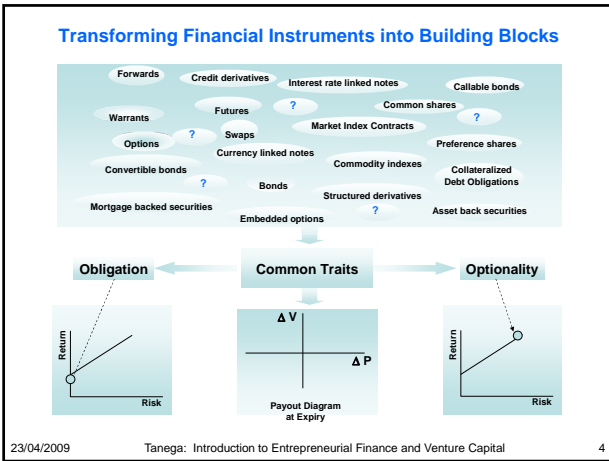 Transforming Financial Instruments into Building Blocks
Forwards
Credit derivatives
Interest rate linked notes
Callable bonds
Warrants
Futures
?
Common shares
?
Options
?
Swaps
Market Index Contracts
Preference shares
Convertible bonds
Currency linked notes
Commodity indexes
Collateralized
Debt Obligations
?
Bonds
Structured derivatives
Mortgage backed securities
Embedded options
?
Asset back securities
Obligation
Common Traits
Optionality
Return
Risk
Δ V
Δ P
Payout Diagram
at Expiry
Return
Risk
23/04/2009 Tanega: Introduction to Entrepreneurial Finance and Venture Capital 4